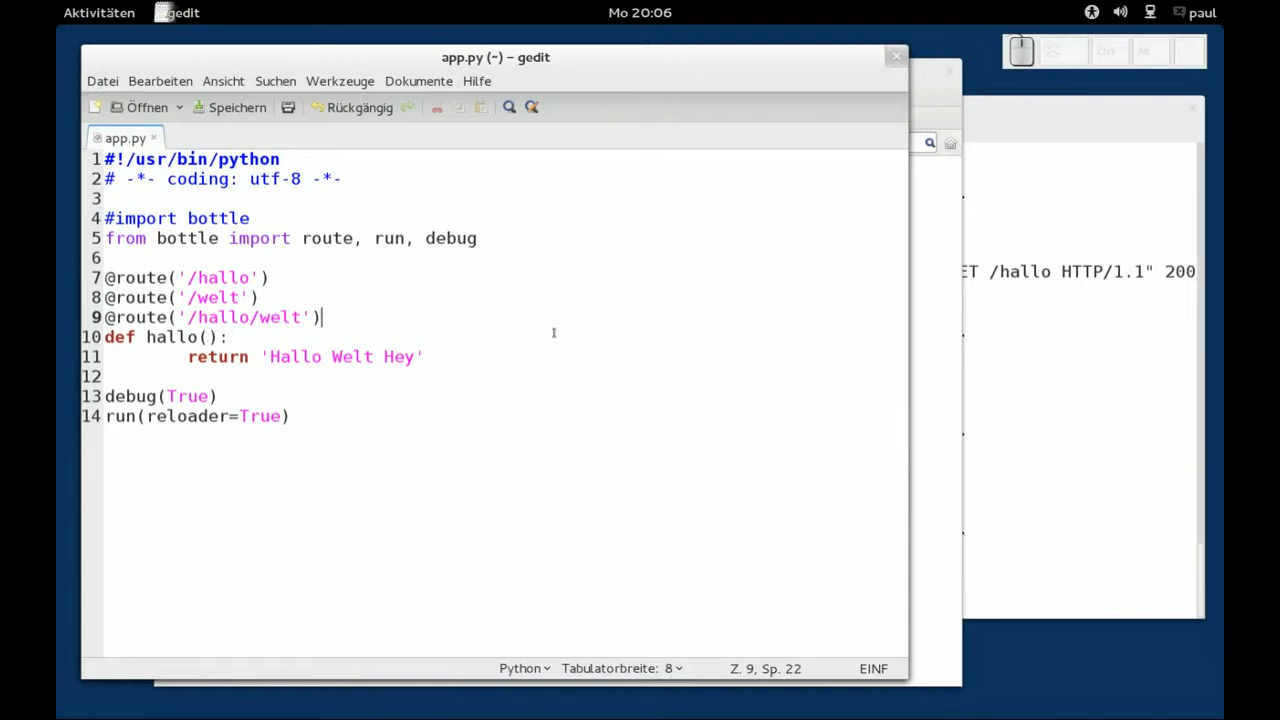 Aktivitäten gedit Mo 20:06 paul
app.py (~) – gedit
Datei Bearbeiten Ansicht Suchen Werkzeuge Dokumente Hilfe
Öffnen Speichern Rückgängig
app.py
1 #!/usr/bin/python
2 # -*- coding: utf-8 -*-
3
4 #import bottle
5 from bottle import route, run, debug
6
7 @route('/hallo')
8 @route('/welt')
9 @route('/hallo/welt')
10 def hallo():
11 return 'Hallo Welt Hey'
12
13 debug(True)
14 run(reloader=True)
ET /hallo HTTP/1.1" 200
Python Tabulatorbreite: 8 Z. 9, Sp. 22 EINF